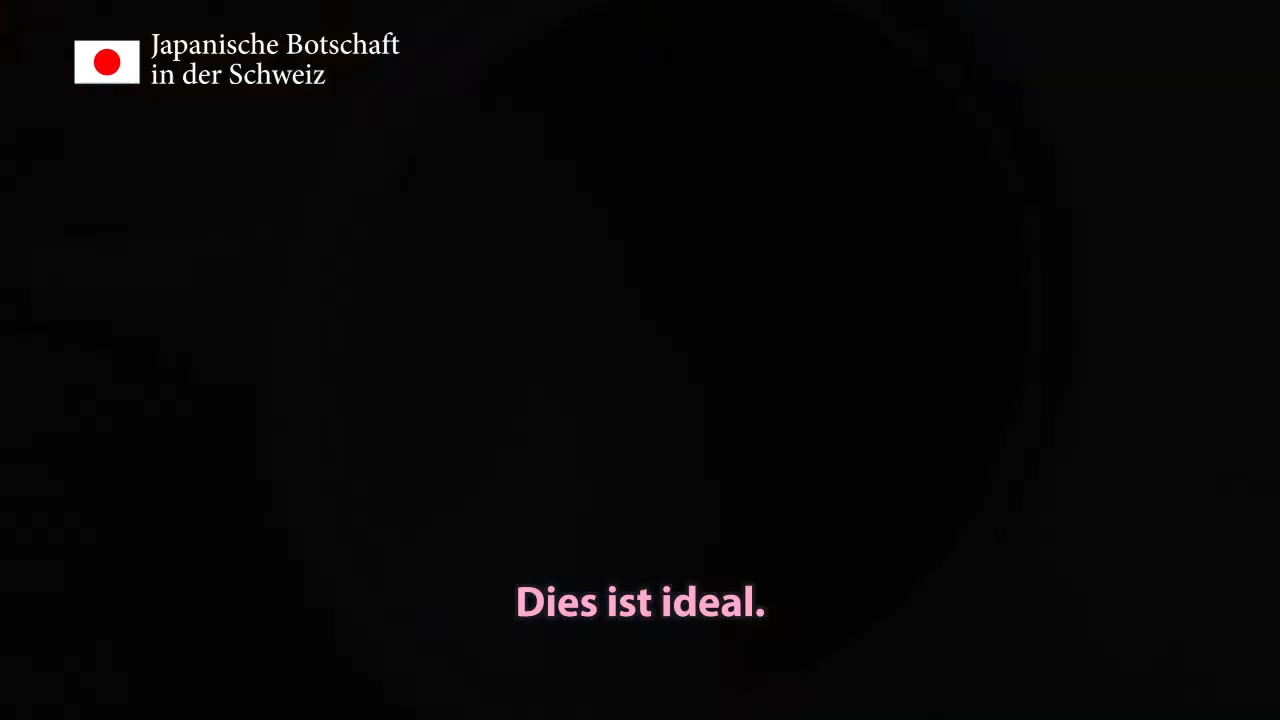 Japanische Botschaft
in der Schweiz
Dies ist ideal.